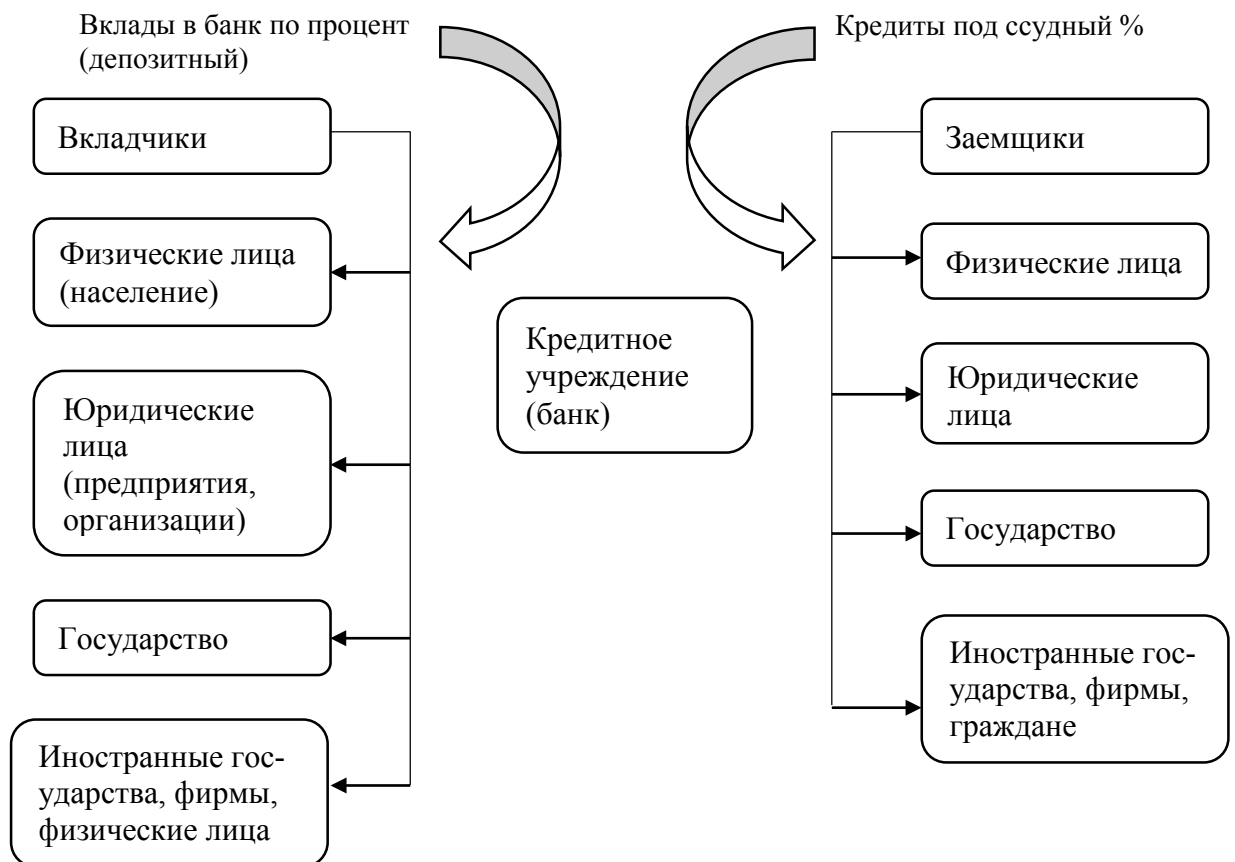 Вклады в банк по процент
(депозитный)
Кредиты под ссудный %
Вкладчики
Физические лица
(население)
Юридические
лица
(предприятия,
организации)
Государство
Иностранные гос-
ударства, фирмы,
физические лица
Кредитное
учреждение
(банк)
Заемщики
Физические лица
Юридические
лица
Государство
Иностранные гос-
ударства, фирмы,
граждане